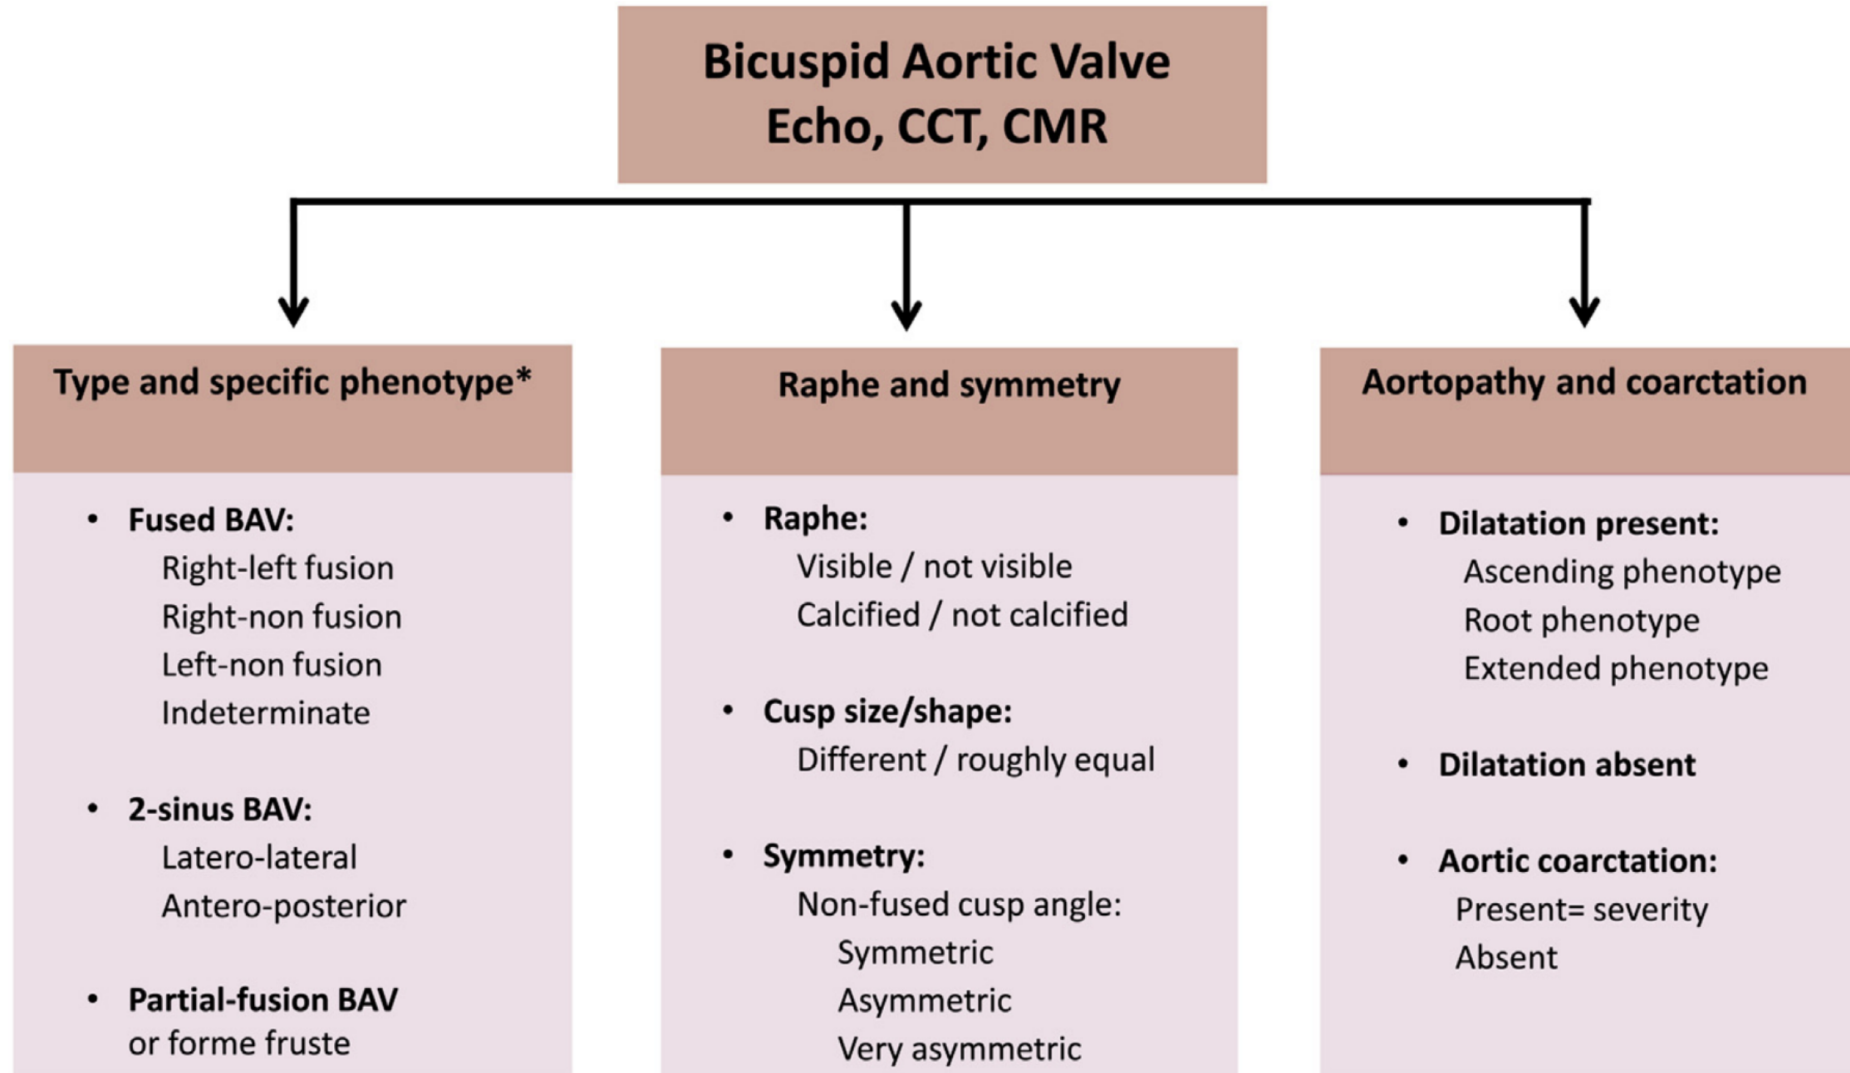 Bicuspid Aortic Valve
Echo, CCT, CMR
Type and specific phenotype*
• Fused BAV:
Right-left fusion
Right-non fusion
Left-non fusion
Indeterminate
• 2-sinus BAV:
Latero-lateral
Antero-posterior
• Partial-fusion BAV
or forme fruste
Raphe and symmetry
• Raphe:
Visible / not visible
Calcified / not calcified
• Cusp size/shape:
Different / roughly equal
• Symmetry:
Non-fused cusp angle:
Symmetric
Asymmetric
Very asymmetric
Aortopathy and coarctation
• Dilatation present:
Ascending phenotype
Root phenotype
Extended phenotype
• Dilatation absent
• Aortic coarctation:
Present= severity
Absent